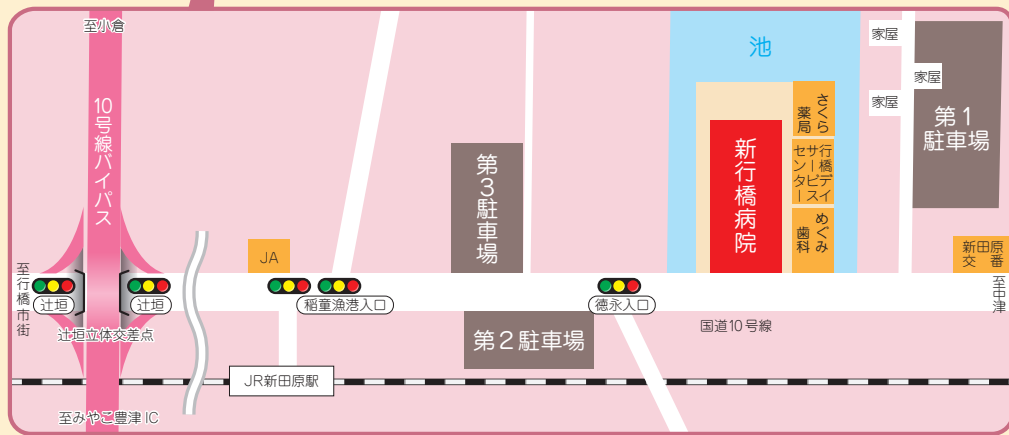 至小倉
10号線バイパス
池
家屋
家屋
家屋
第1
駐車場
さくら
薬局
行橋デイ
サービス
センター
めぐみ
歯科
新行橋病院
第3駐車場
JA
新田原
交番
至行橋市街
辻垣
辻垣
稲童漁港入口
徳永入口
至中津
辻垣立体交差点
第2駐車場
国道10号線
JR新田原駅
至みやこ豊津IC